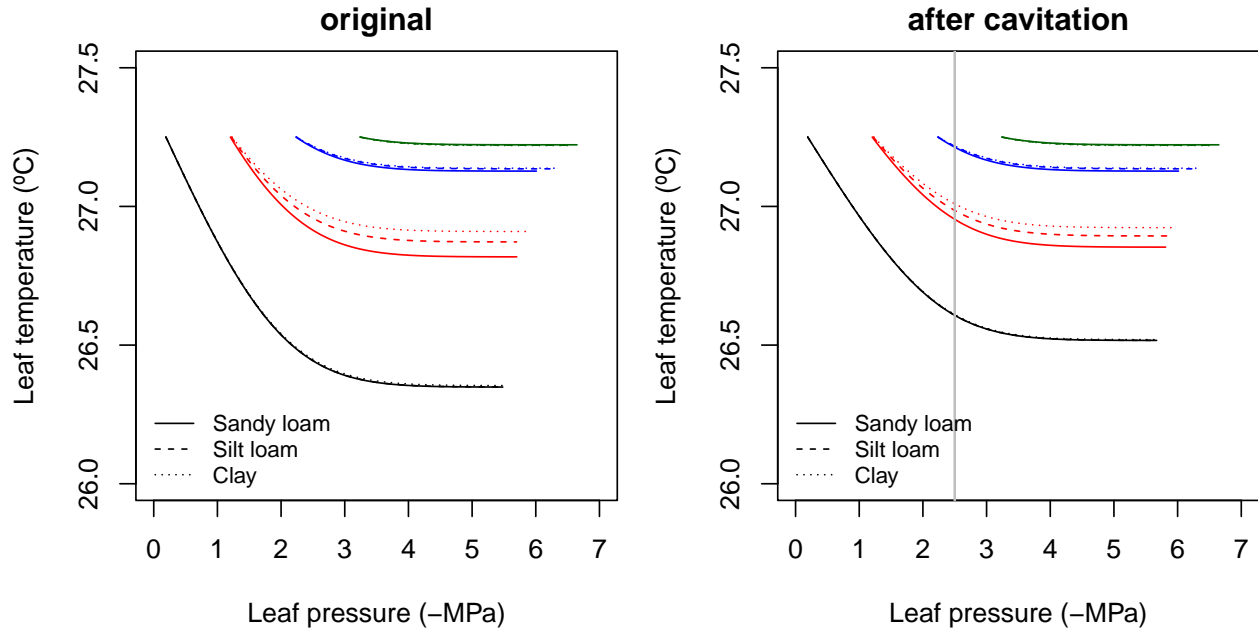 original
Leaf temperature (ºC)
27.5
27.0
26.5
26.0
Sandy loam
Silt loam
Clay
0 1 2 3 4 5 6 7
Leaf pressure (−MPa)
after cavitation
Leaf temperature (ºC)
27.5
27.0
26.5
26.0
Sandy loam
Silt loam
Clay
0 1 2 3 4 5 6 7
Leaf pressure (−MPa)